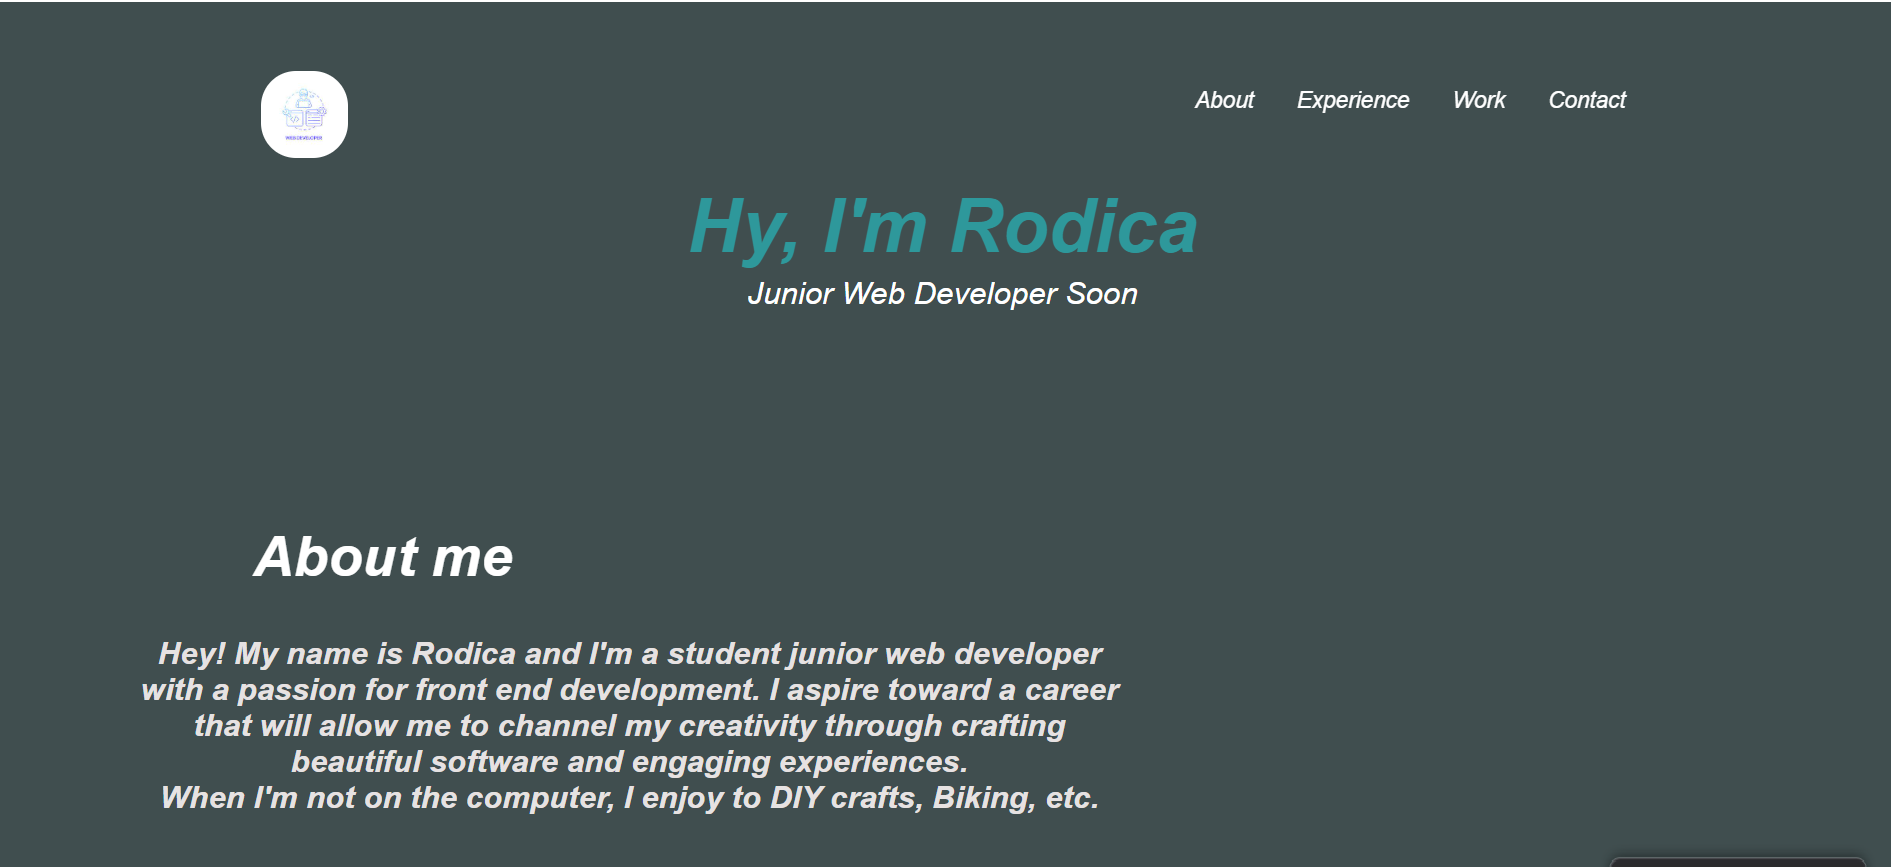 WEB DEVELOPER
About Experience Work Contact
Hy, I'm Rodica
Junior Web Developer Soon
About me
Hey! My name is Rodica and I'm a student junior web developer
with a passion for front end development. I aspire toward a career
that will allow me to channel my creativity through crafting
beautiful software and engaging experiences.
When I'm not on the computer, I enjoy to DIY crafts, Biking, etc.